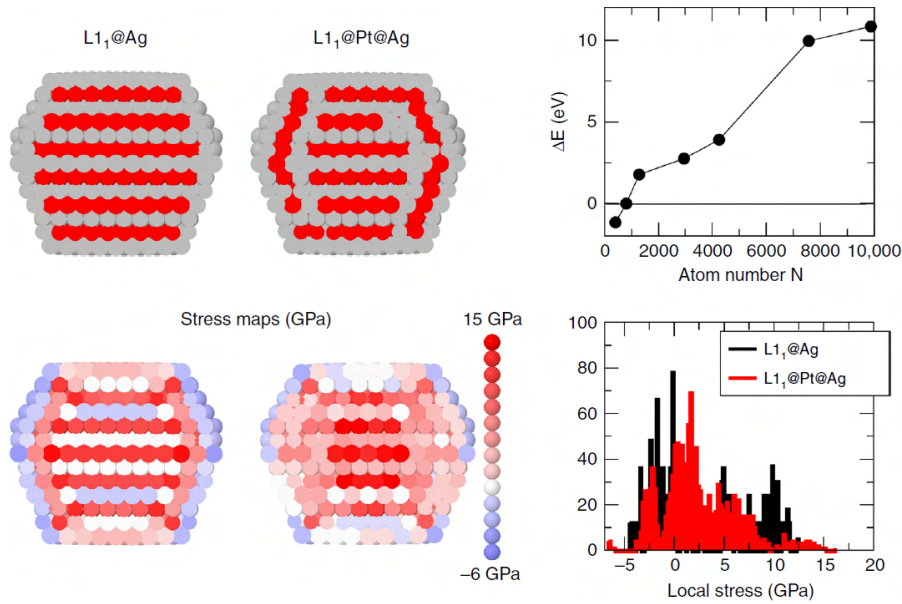 L1₁@Ag
L1₁@Pt@Ag
10
5
0
ΔE (eV)
0 2000 4000 6000 8000 10,000
Atom number N
Stress maps (GPa)
15 GPa
−6 GPa
100
80
60
40
20
0
L1₁@Ag
L1₁@Pt@Ag
−5 0 5 10 15 20
Local stress (GPa)